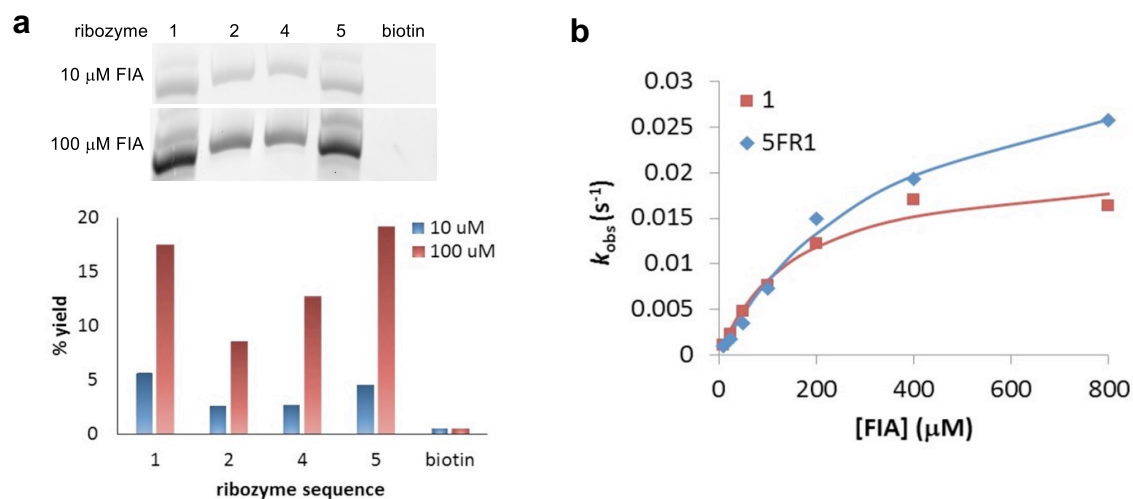 a
ribozyme 1 2 4 5 biotin
10 μM FIA
100 μM FIA
20
15
10
5
0
% yield
10 uM
100 uM
1 2 4 5 biotin
ribozyme sequence
b
0.03
0.025
0.02
0.015
0.01
0.005
0
kobs (s-1)
1
5FR1
0 200 400 600 800
[FIA] (μM)